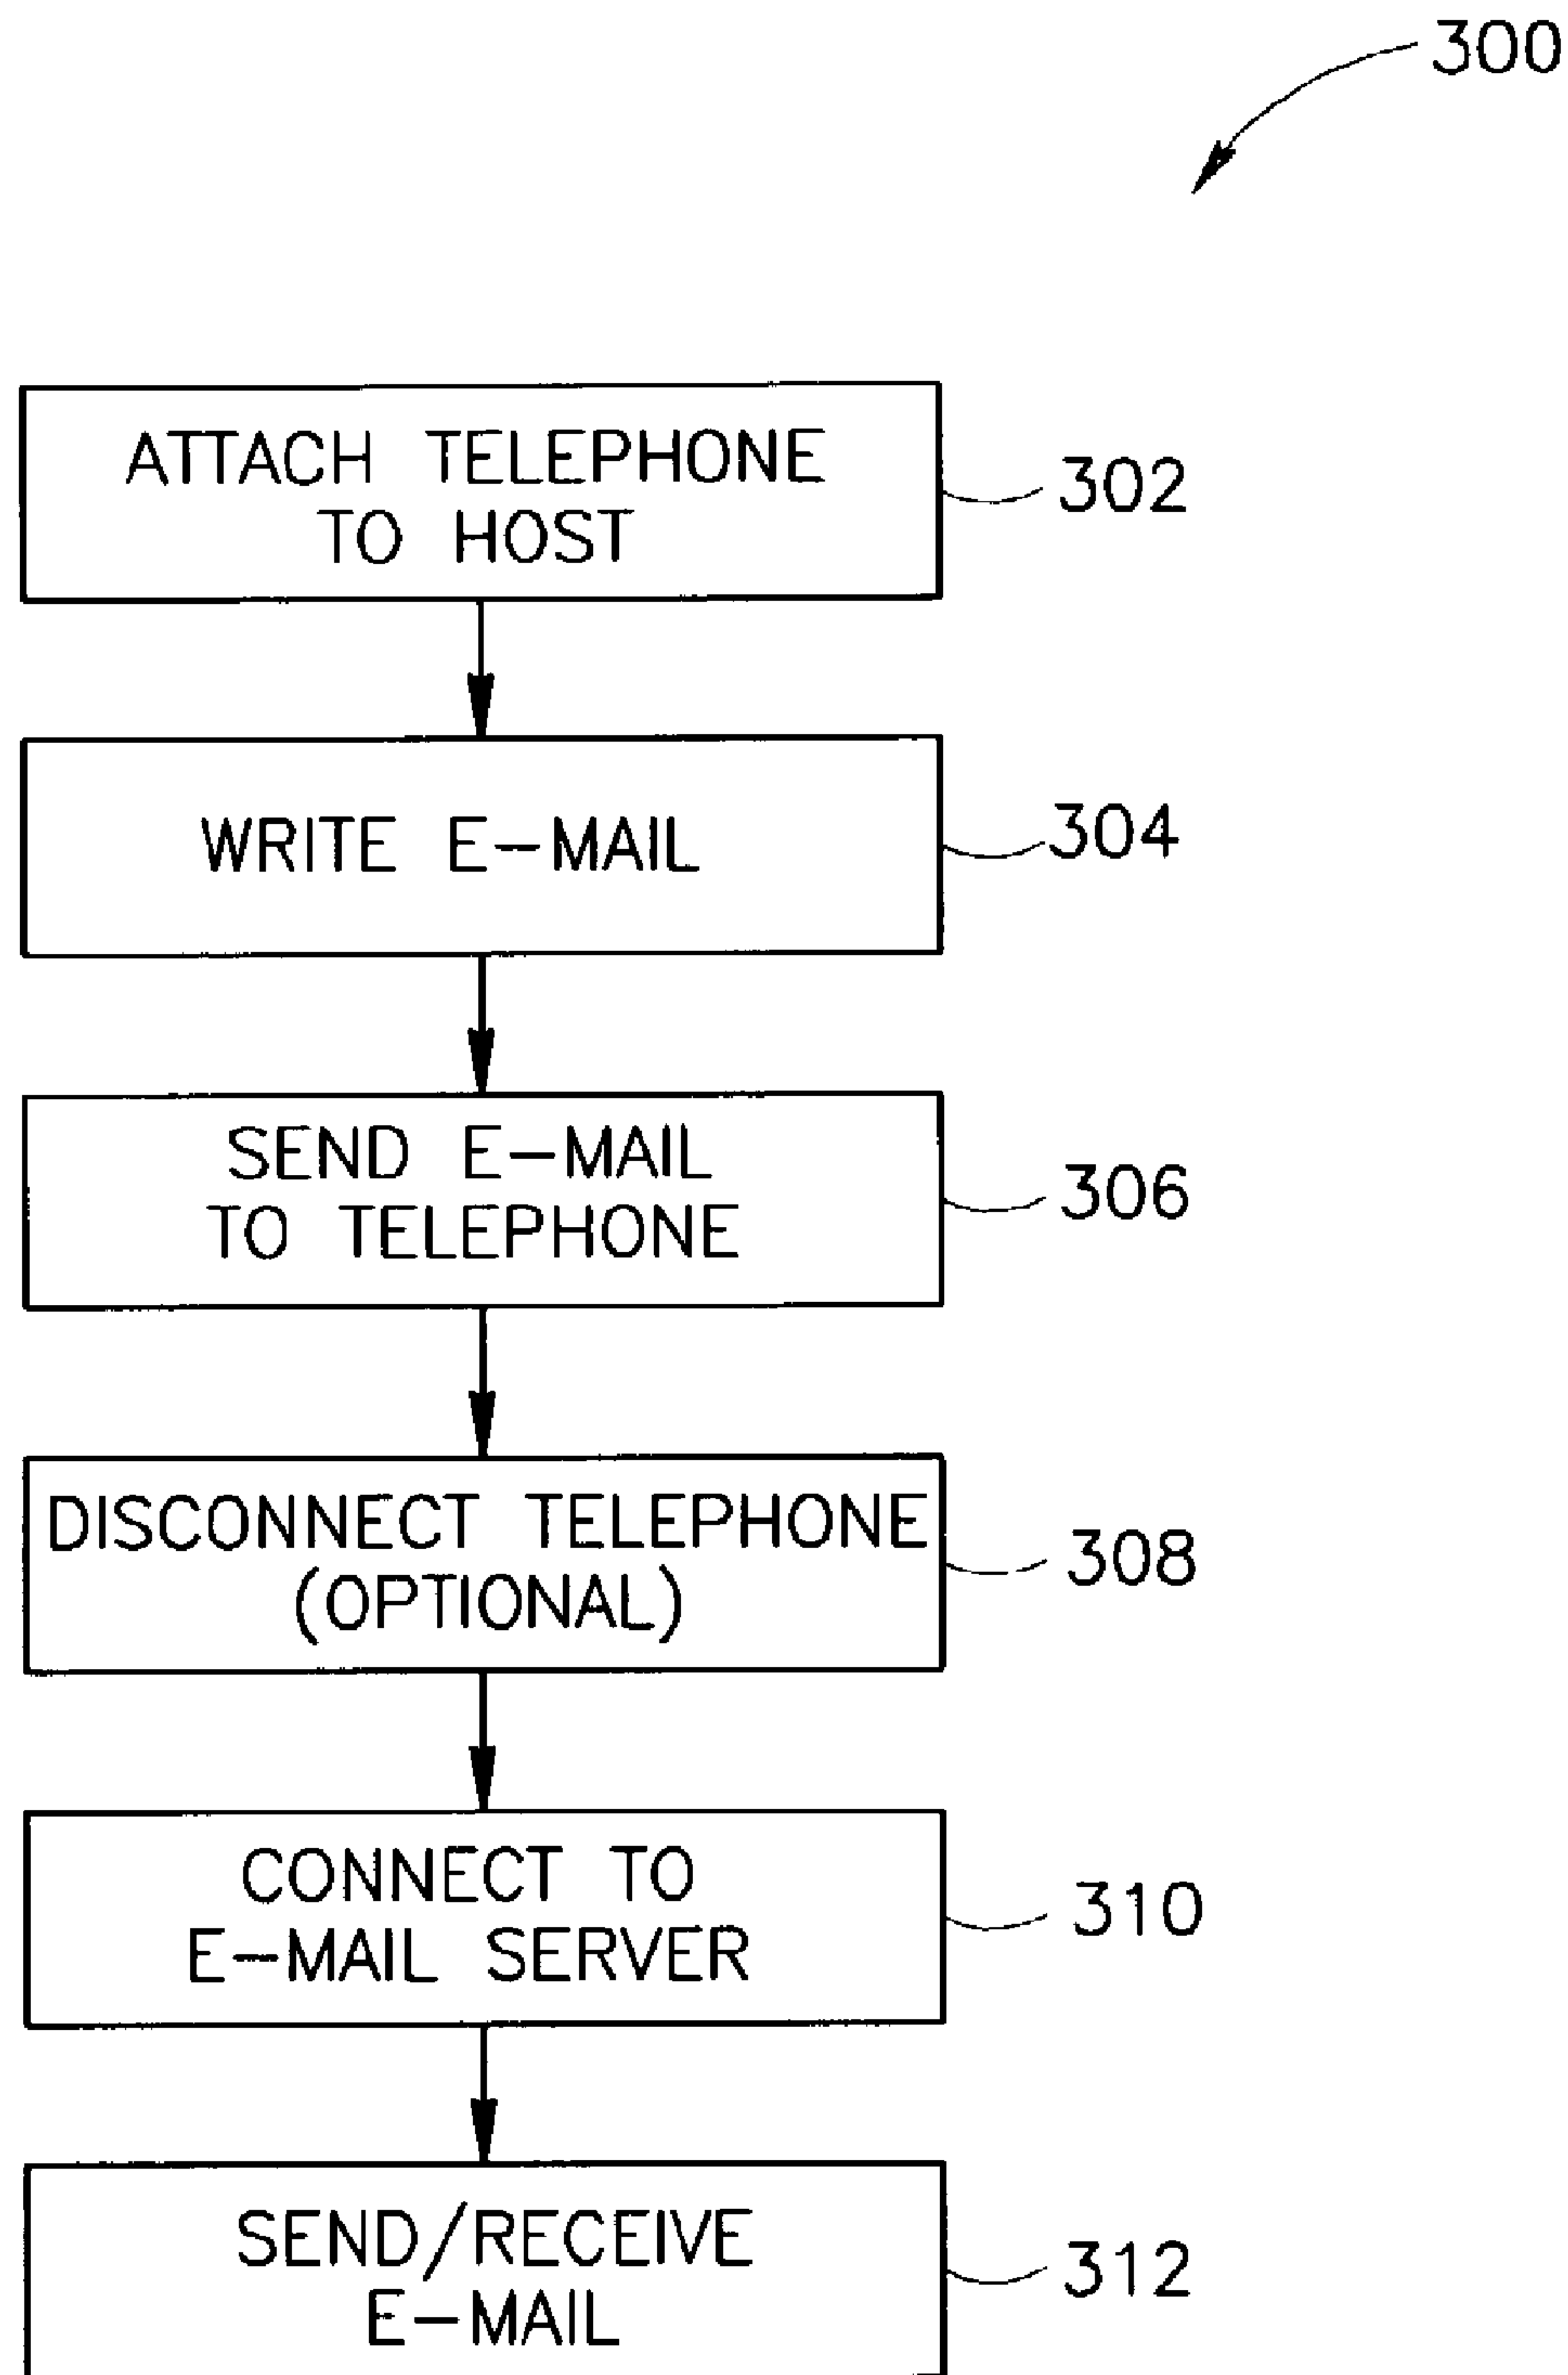 300
ATTACH TELEPHONE
TO HOST
302
WRITE E-MAIL
304
SEND E-MAIL
TO TELEPHONE
306
DISCONNECT TELEPHONE
(OPTIONAL)
308
CONNECT TO
E-MAIL SERVER
310
SEND/RECEIVE
E-MAIL
312